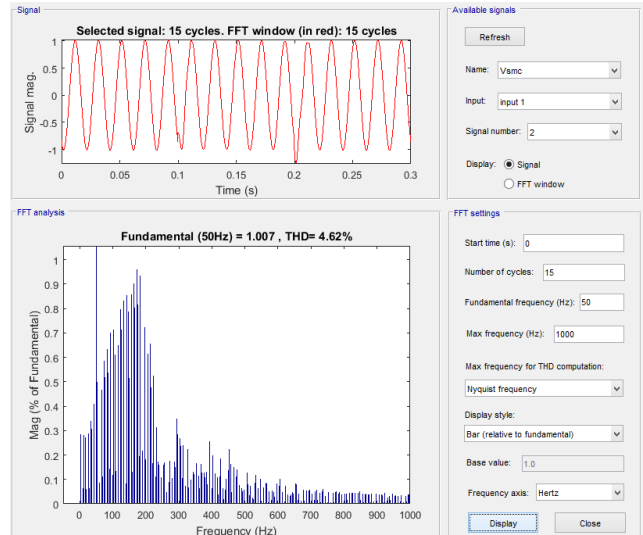 Signal
Selected signal: 15 cycles. FFT window (in red): 15 cycles
Signal mag.
1
0.5
0
-0.5
-1
0
0.05
0.1
0.15
0.2
0.25
0.3
Time (s)
Available signals
Refresh
Name:
Vsmc
Input:
input 1
Signal number:
2
Display:
Signal
FFT window
FFT analysis
Fundamental (50Hz) = 1.007 , THD= 4.62%
Mag (% of Fundamental)
1
0.9
0.8
0.7
0.6
0.5
0.4
0.3
0.2
0.1
0
0
100
200
300
400
500
600
700
800
900
1000
Frequency (Hz)
FFT settings
Start time (s):
0
Number of cycles:
15
Fundamental frequency (Hz):
50
Max frequency (Hz):
1000
Max frequency for THD computation:
Nyquist frequency
Display style:
Bar (relative to fundamental)
Base value:
1.0
Frequency axis:
Hertz
Display
Close